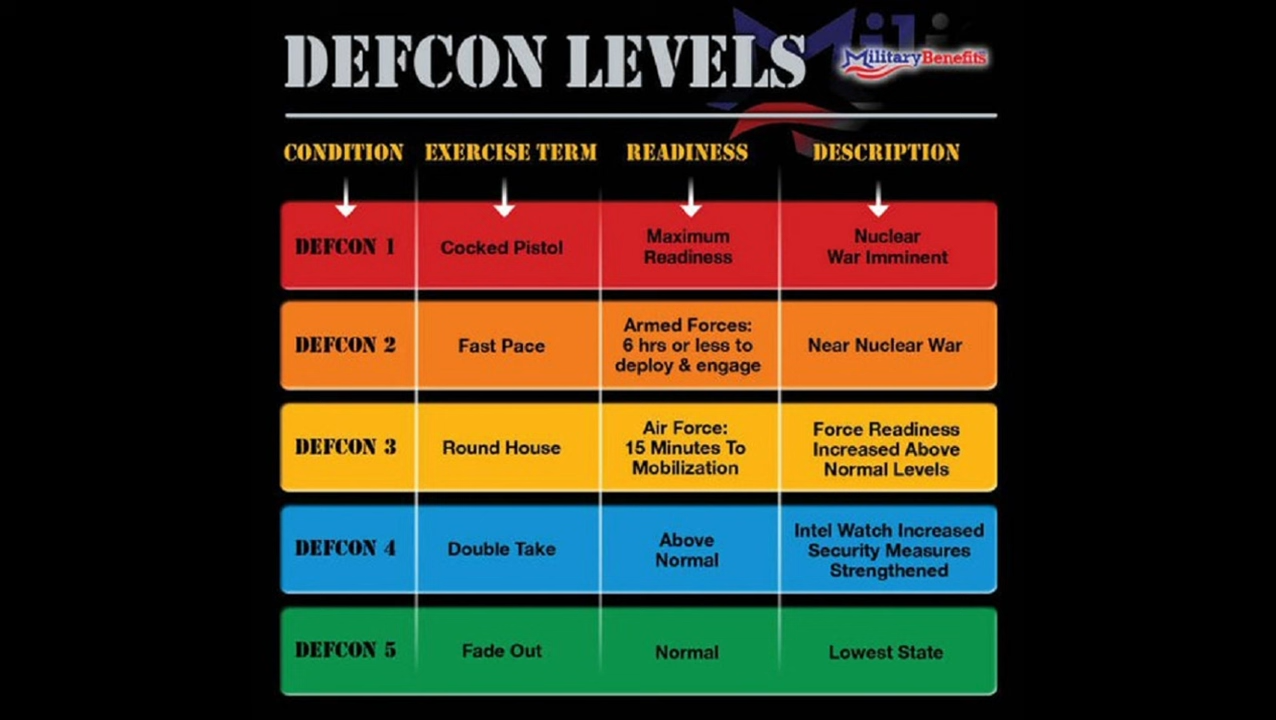 DEFCON LEVELS
MilitaryBenefits
CONDITION EXERCISE TERM READINESS DESCRIPTION
DEFCON 1
Cocked Pistol
Maximum
Readiness
Nuclear
War Imminent
DEFCON 2
Fast Pace
Armed Forces:
6 hrs or less to
deploy & engage
Near Nuclear War
DEFCON 3
Round House
Air Force:
15 Minutes To
Mobilization
Force Readiness
Increased Above
Normal Levels
DEFCON 4
Double Take
Above
Normal
Intel Watch Increased
Security Measures
Strengthened
DEFCON 5
Fade Out
Normal
Lowest State